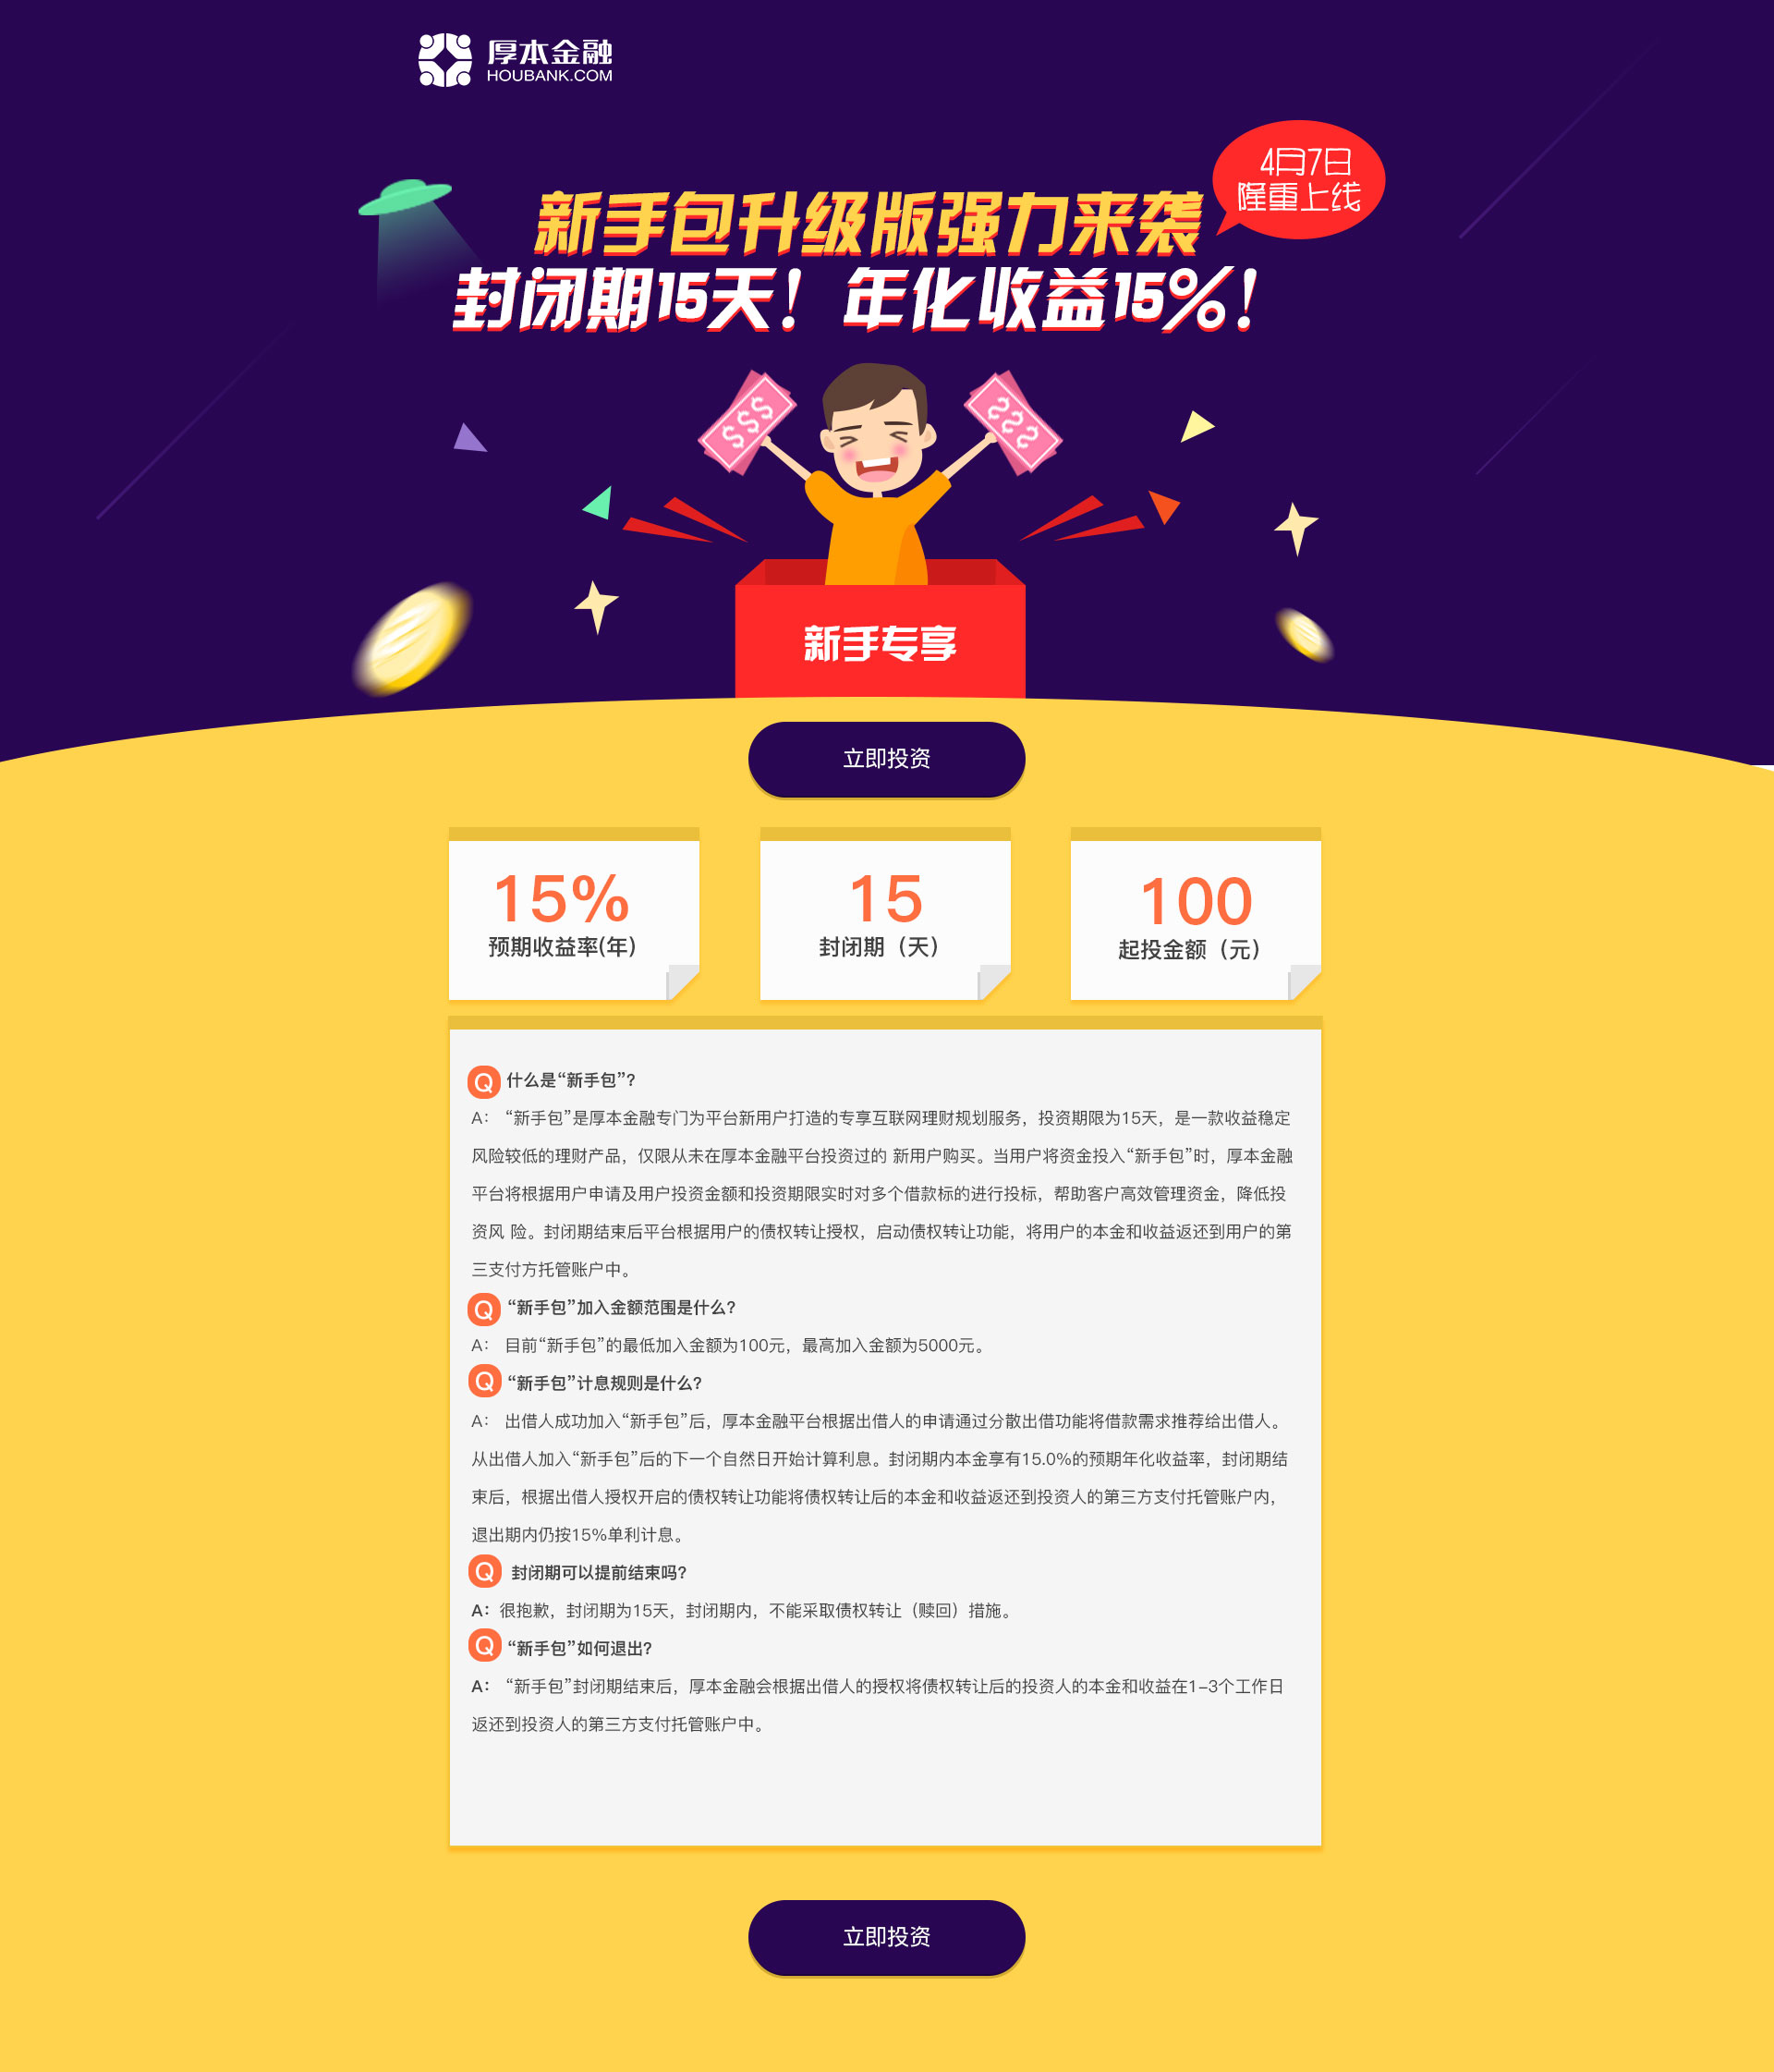 厚本金融
HOUBANK.COM
4月7日
隆重上线
新手包升级版强力来袭
封闭期15天！年化收益15%！
$$$
$$$
新手专享
立即投资
15%
预期收益率(年)
15
封闭期（天）
100
起投金额（元）
Q 什么是“新手包”？
A： “新手包”是厚本金融专门为平台新用户打造的专享互联网理财规划服务，投资期限为15天，是一款收益稳定
风险较低的理财产品，仅限从未在厚本金融平台投资过的 新用户购买。当用户将资金投入“新手包”时，厚本金融
平台将根据用户申请及用户投资金额和投资期限实时对多个借款标的进行投标，帮助客户高效管理资金，降低投
资风 险。封闭期结束后平台根据用户的债权转让授权，启动债权转让功能，将用户的本金和收益返还到用户的第
三支付方托管账户中。
Q “新手包”加入金额范围是什么？
A： 目前“新手包”的最低加入金额为100元，最高加入金额为5000元。
Q “新手包”计息规则是什么？
A： 出借人成功加入“新手包”后，厚本金融平台根据出借人的申请通过分散出借功能将借款需求推荐给出借人。
从出借人加入“新手包”后的下一个自然日开始计算利息。封闭期内本金享有15.0%的预期年化收益率，封闭期结
束后，根据出借人授权开启的债权转让功能将债权转让后的本金和收益返还到投资人的第三方支付托管账户内，
退出期内仍按15%单利计息。
Q 封闭期可以提前结束吗？
A：很抱歉，封闭期为15天，封闭期内，不能采取债权转让（赎回）措施。
Q “新手包”如何退出？
A： “新手包”封闭期结束后，厚本金融会根据出借人的授权将债权转让后的投资人的本金和收益在1-3个工作日
返还到投资人的第三方支付托管账户中。
立即投资